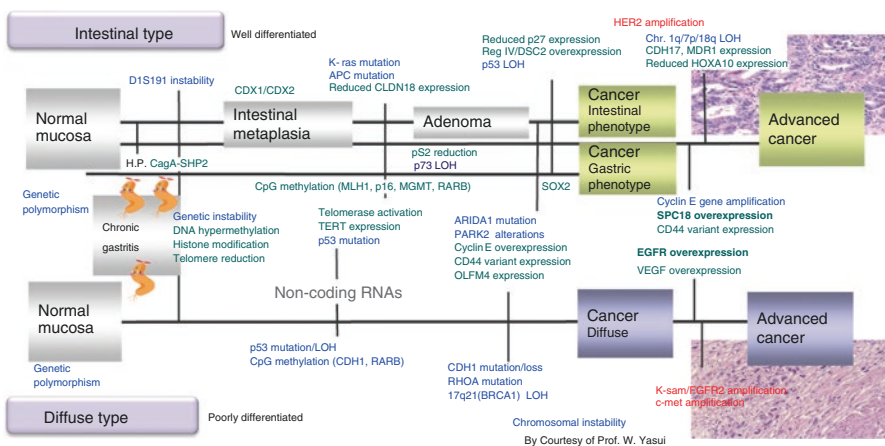 Intestinal type
Well differentiated
HER2 amplification
Reduced p27 expression
Reg IV/DSC2 overexpression
p53 LOH
Chr. 1q/7p/18q LOH
CDH17, MDR1 expression
Reduced HOXA10 expression
K- ras mutation
APC mutation
Reduced CLDN18 expression
D1S191 instability
CDX1/CDX2
Normal
mucosa
Intestinal
metaplasia
Adenoma
Cancer
Intestinal
phenotype
Advanced
cancer
pS2 reduction
p73 LOH
Cancer
Gastric
phenotype
H.P. CagA-SHP2
CpG methylation (MLH1, p16, MGMT, RARB)
SOX2
Genetic
polymorphism
Chronic
gastritis
Genetic instability
DNA hypermethylation
Histone modification
Telomere reduction
Telomerase activation
TERT expression
p53 mutation
ARIDA1 mutation
PARK2 alterations
Cyclin E overexpression
CD44 variant expression
OLFM4 expression
Cyclin E gene amplification
SPC18 overexpression
CD44 variant expression
EGFR overexpression
VEGF overexpression
Non-coding RNAs
Normal
mucosa
Cancer
Diffuse
Advanced
cancer
Genetic
polymorphism
p53 mutation/LOH
CpG methylation (CDH1, RARB)
CDH1 mutation/loss
RHOA mutation
17q21(BRCA1) LOH
K-sam/FGFR2 amplification
c-met amplification
Diffuse type
Poorly differentiated
Chromosomal instability
By Courtesy of Prof. W. Yasui